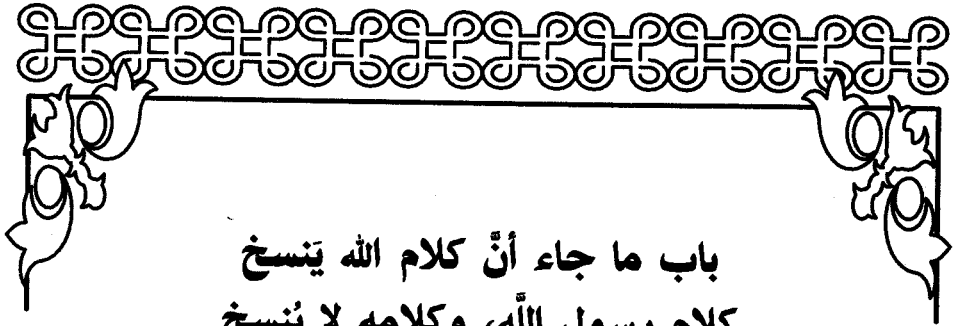 باب ما جاء أنَّ كلام الله يَنسخ
كلام رسول اللَّه، وكلامه لا يُنسخ